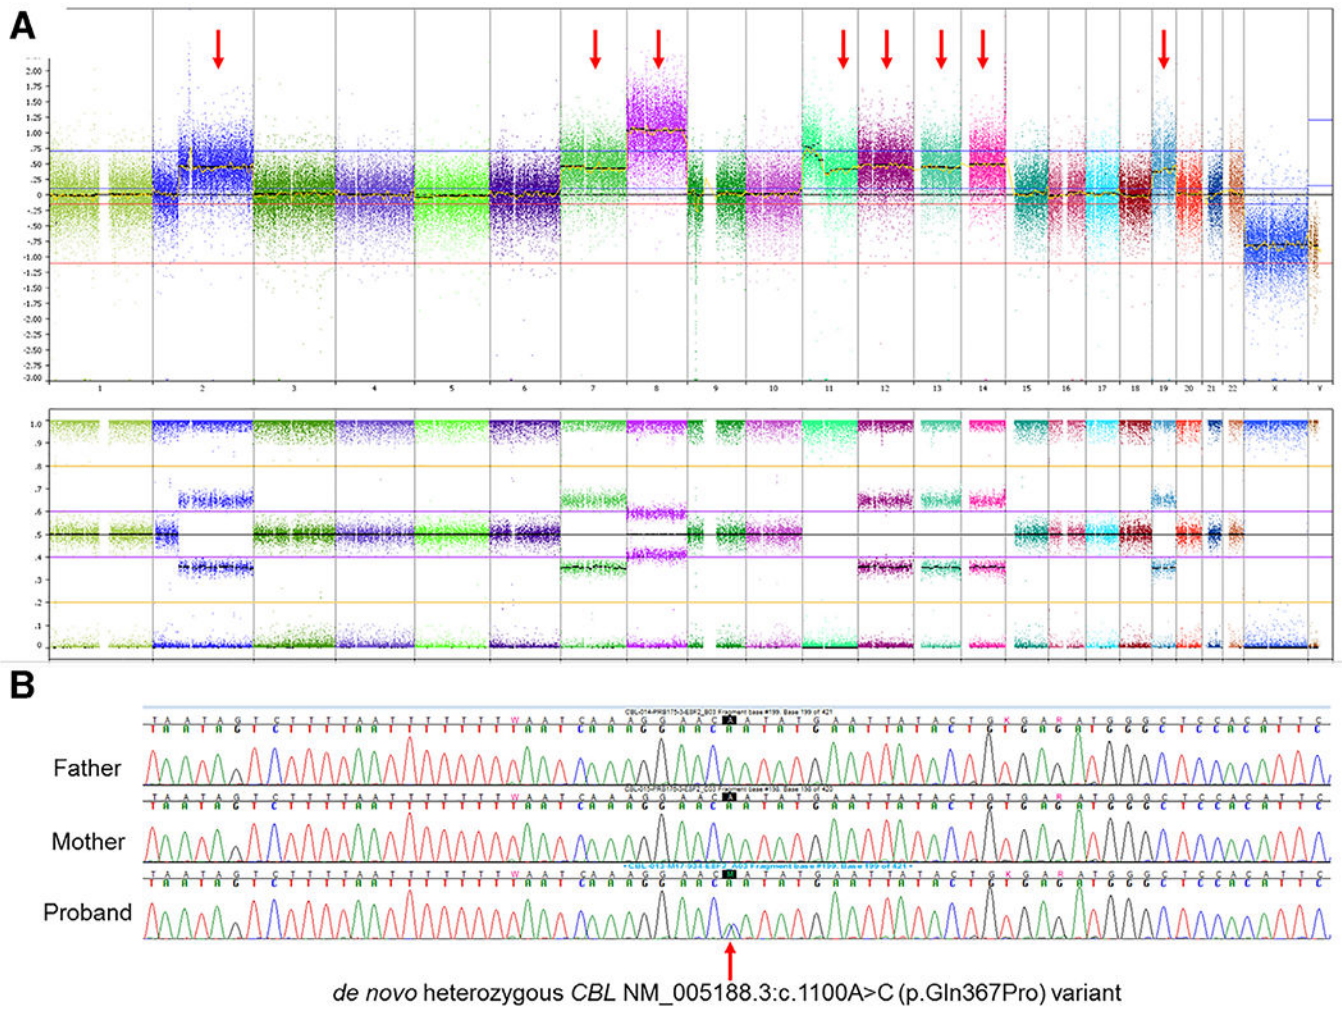 A
2.00
1.75
1.50
1.25
1.00
.75
.50
.25
0
-0.25
-0.50
-0.75
-1.00
-1.25
-1.50
-1.75
-2.00
-2.25
-2.50
-2.75
-3.00
1 2 3 4 5 6 7 8 9 10 11 12 13 14 15 16 17 18 19 20 21 22 X Y
1.0
.9
.8
.7
.6
.5
.4
.3
.2
.1
0
B
T A A T A G T C T T T T A A T T T T T T T W A A T C A A A G G A A C A A T A T G A A T T A T A C T G K G A R A T G G G C T C C A C A T T C
T A A T A G T C T T T T A A T T T T T T T T A A T C A A A G G A A C A A T A T G A A T T A T A C T G T G A G A T G G G C T C C A C A T T C
Father
T A A T A G T C T T T T A A T T T T T T T W A A T C A A A G G A A C A A T A T G A A T T A T A C T G T G A R A T G G G C T C C A C A T T C
T A A T A G T C T T T T A A T T T T T T T T A A T C A A A G G A A C A A T A T G A A T T A T A C T G T G A G A T G G G C T C C A C A T T C
Mother
T A A T A G T C T T T T A A T T T T T T T W A A T C A A A G G A A C M A T A T G A A T T A T A C T G K G A R A T G G G C T C C A C A T T C
T A A T A G T C T T T T A A T T T T T T T T A A T C A A A G G A A C A A T A T G A A T T A T A C T G T G A G A T G G G C T C C A C A T T C
Proband
de novo heterozygous CBL NM_005188.3:c.1100A>C (p.Gln367Pro) variant